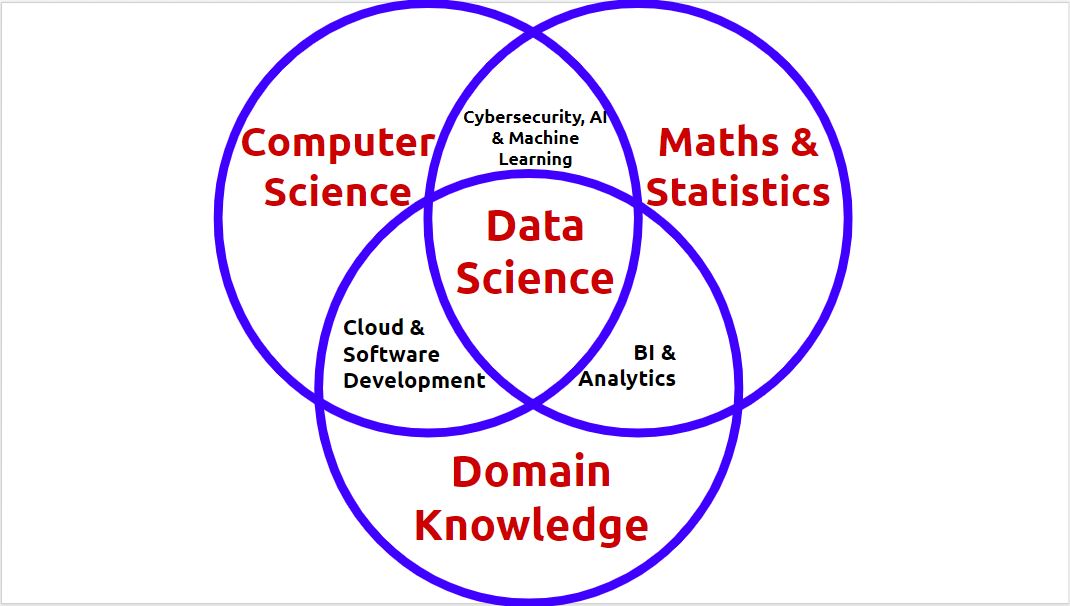 Computer
Science
Cybersecurity, AI
& Machine
Learning
Maths &
Statistics
Data
Science
Cloud &
Software
Development
BI &
Analytics
Domain
Knowledge